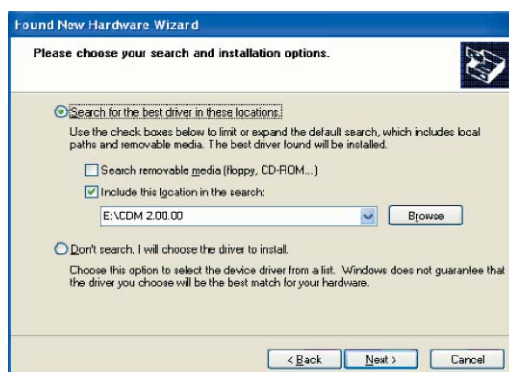 Found New Hardware Wizard
Please choose your search and installation options.
Search for the best driver in these locations.
Use the check boxes below to limit or expand the default search, which includes local
paths and removable media. The best driver found will be installed.
Search removable media (floppy, CD-ROM...)
Include this location in the search:
E:\CDM 2.00.00
Browse
Don't search. I will choose the driver to install.
Choose this option to select the device driver from a list. Windows does not guarantee that
the driver you choose will be the best match for your hardware.
< Back
Next >
Cancel